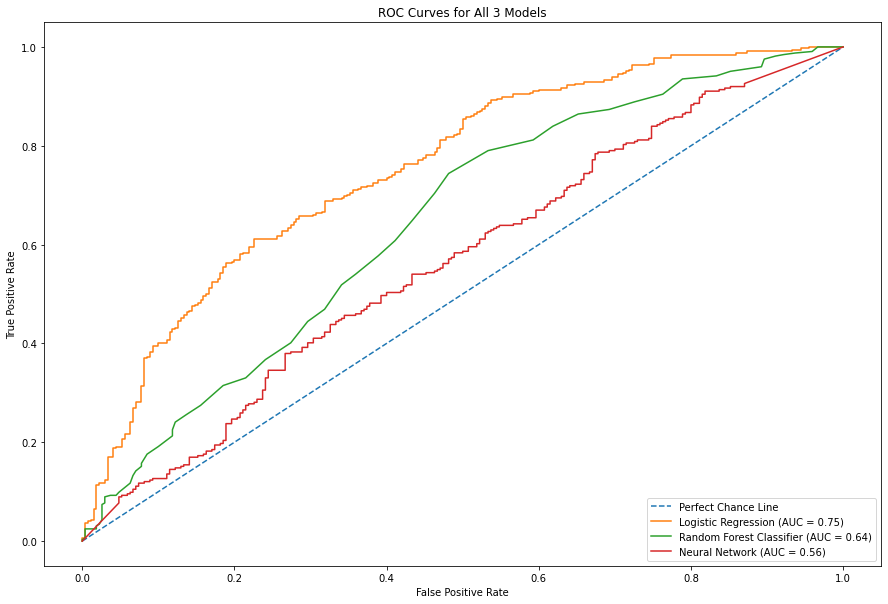 ROC Curves for All 3 Models
True Positive Rate
1.0
0.8
0.6
0.4
0.2
0.0
Perfect Chance Line
Logistic Regression (AUC = 0.75)
Random Forest Classifier (AUC = 0.64)
Neural Network (AUC = 0.56)
0.0 0.2 0.4 0.6 0.8 1.0
False Positive Rate